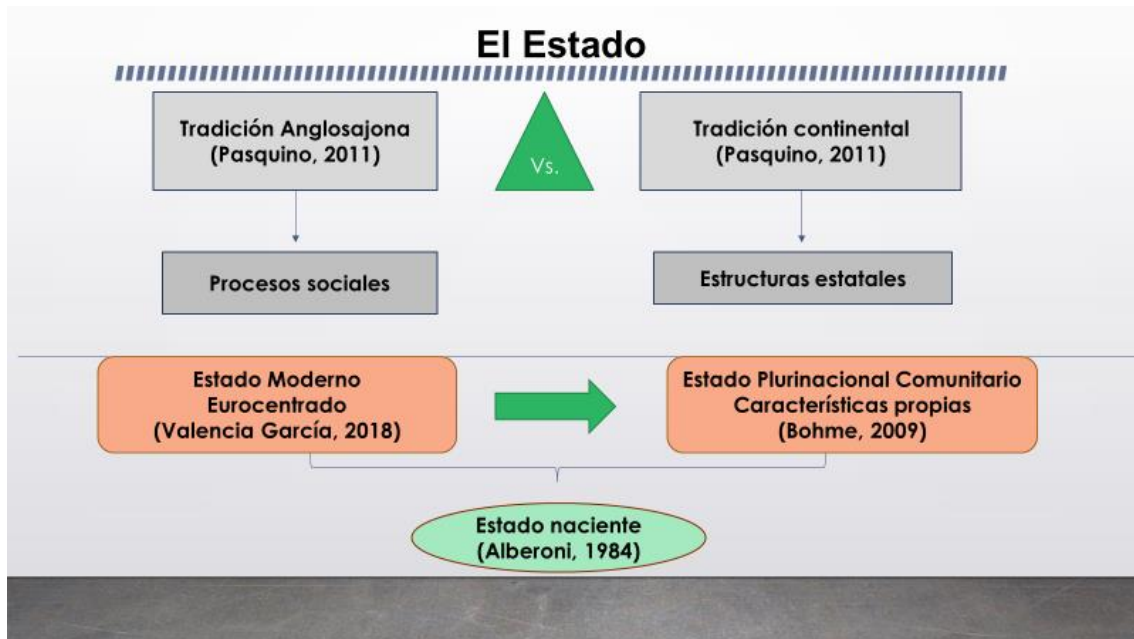 El Estado
Tradición Anglosajona
(Pasquino, 2011)
Vs.
Tradición continental
(Pasquino, 2011)
Procesos sociales
Estructuras estatales
Estado Moderno
Eurocentrado
(Valencia García, 2018)
Estado Plurinacional Comunitario
Características propias
(Bohme, 2009)
Estado naciente
(Alberoni, 1984)